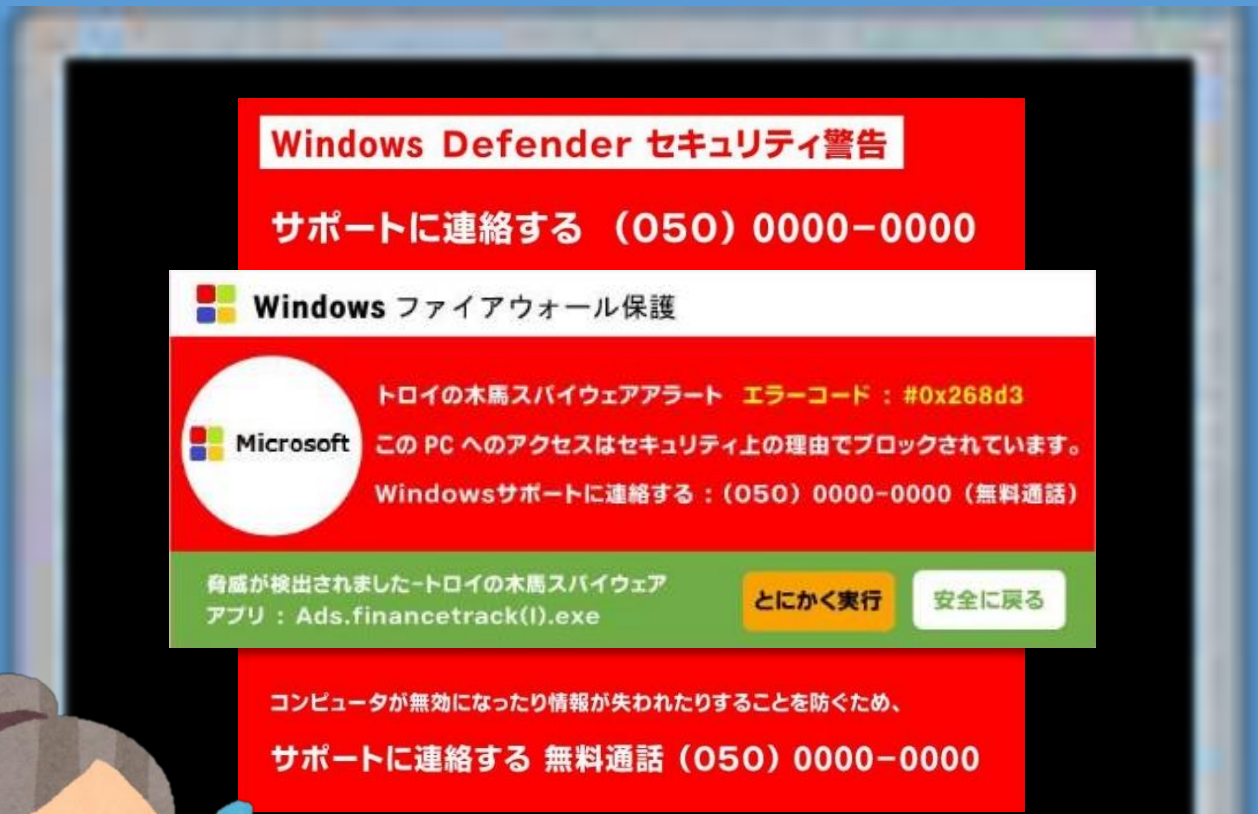 Windows Defender セキュリティ警告
サポートに連絡する （050）0000-0000
Windows ファイアウォール保護
トロイの木馬スパイウェアアラート エラーコード：#0x268d3
Microsoft
この PC へのアクセスはセキュリティ上の理由でブロックされています。
Windowsサポートに連絡する：（050）0000-0000（無料通話）
脅威が検出されました-トロイの木馬スパイウェア
アプリ：Ads.financetrack(I).exe
とにかく実行
安全に戻る
コンピュータが無効になったり情報が失われたりすることを防ぐため、
サポートに連絡する 無料通話（050）0000-0000